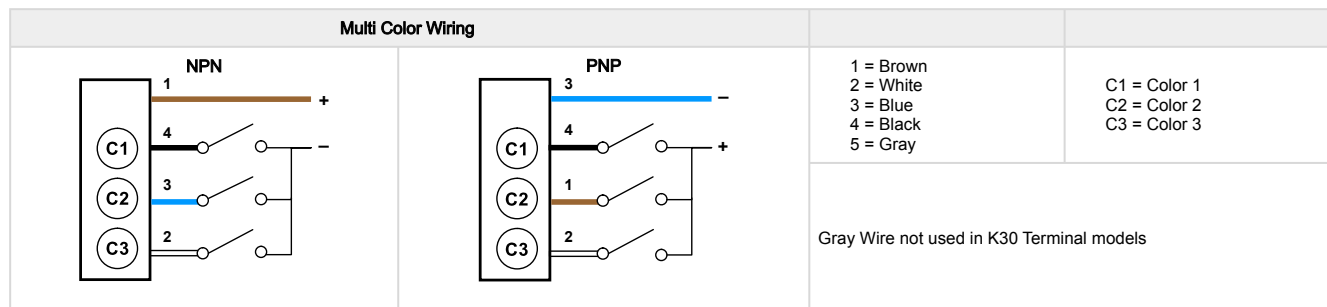 Multi Color Wiring
NPN
1
+
C1
4
–
C2
3
C3
2
PNP
3
–
C1
4
+
C2
1
C3
2
1 = Brown
2 = White
3 = Blue
4 = Black
5 = Gray
C1 = Color 1
C2 = Color 2
C3 = Color 3
Gray Wire not used in K30 Terminal models